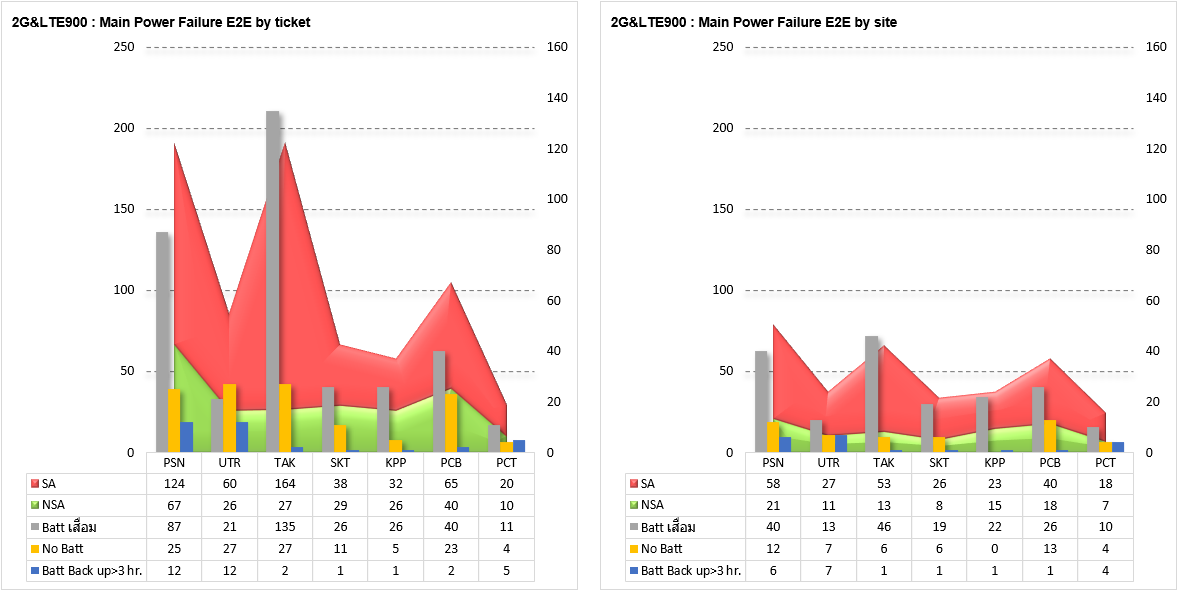 2G&LTE900 : Main Power Failure E2E by ticket
250 160
140
200
120
150
100
80
100
60
40
50
20
0 0
PSN UTR TAK SKT KPP PCB PCT
SA 124 60 164 38 32 65 20
NSA 67 26 27 29 26 40 10
Batt เสื่อม 87 21 135 26 26 40 11
No Batt 25 27 27 11 5 23 4
Batt Back up>3 hr. 12 12 2 1 1 2 5
2G&LTE900 : Main Power Failure E2E by site
250 160
140
200
120
150
100
80
100
60
40
50
20
0 0
PSN UTR TAK SKT KPP PCB PCT
SA 58 27 53 26 23 40 18
NSA 21 11 13 8 15 18 7
Batt เสื่อม 40 13 46 19 22 26 10
No Batt 12 7 6 6 0 13 4
Batt Back up>3 hr. 6 7 1 1 1 1 4